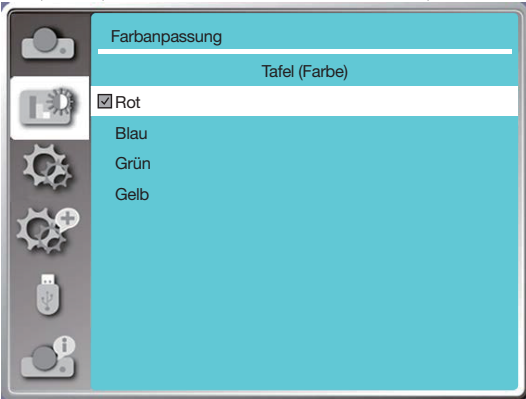 Farbanpassung
Tafel (Farbe)
Rot
Blau
Grün
Gelb